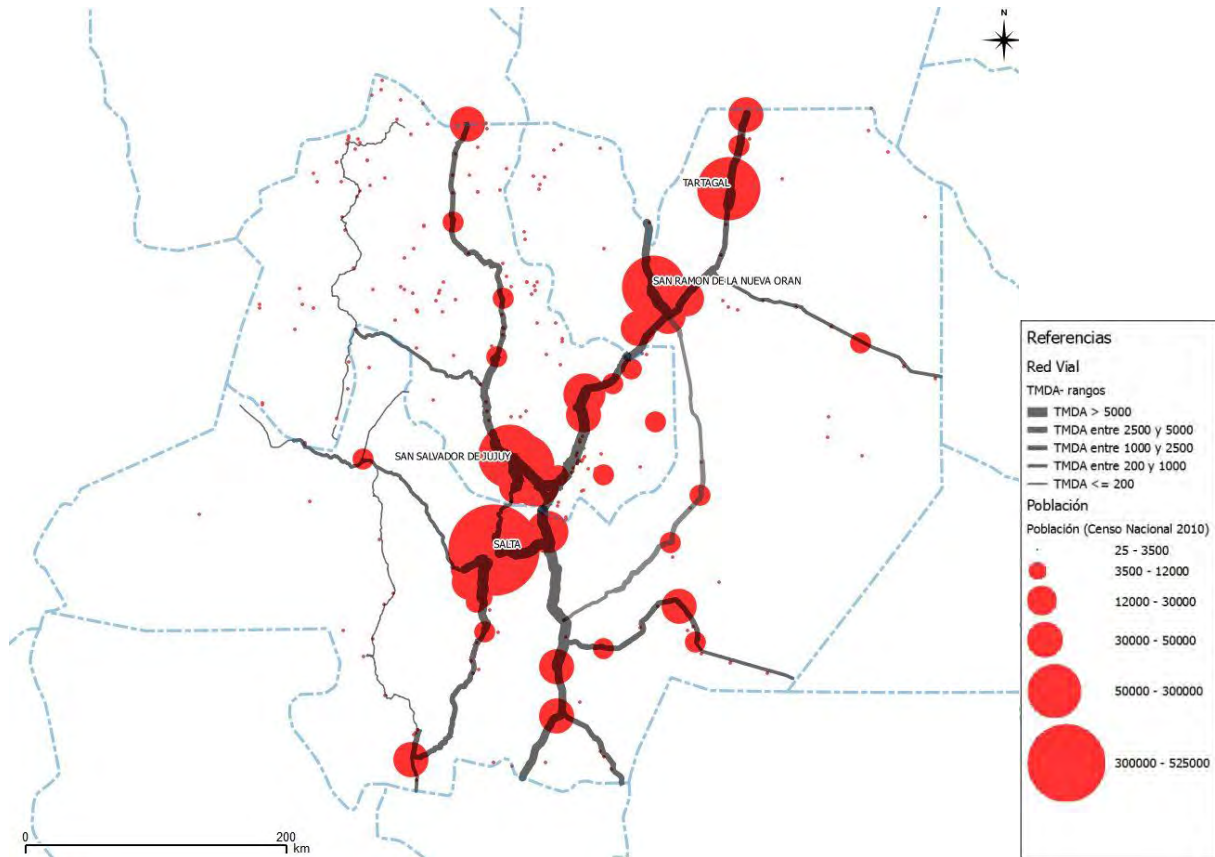 N
TARTAGAL
SAN RAMON DE LA NUEVA ORAN
SAN SALVADOR DE JUJUY
SALTA
0
200
km
Referencias
Red Vial
TMDA- rangos
TMDA > 5000
TMDA entre 2500 y 5000
TMDA entre 1000 y 2500
TMDA entre 200 y 1000
TMDA <= 200
Población
Población (Censo Nacional 2010)
25 - 3500
3500 - 12000
12000 - 30000
30000 - 50000
50000 - 300000
300000 - 525000